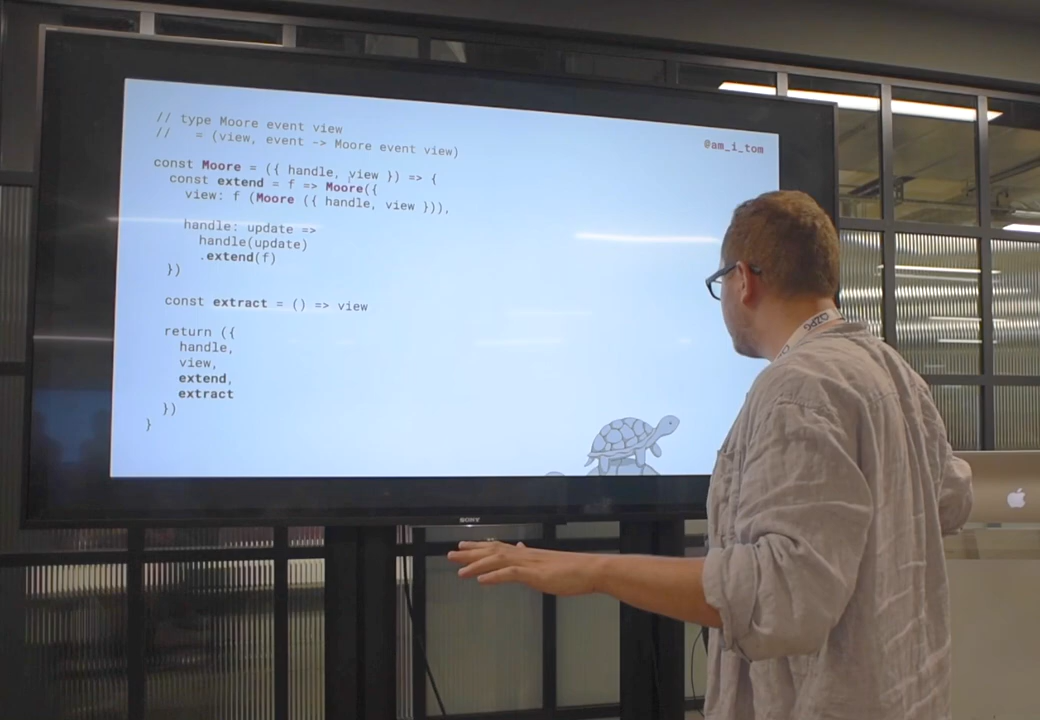 // type Moore event view
//   = (view, event -> Moore event view)
@am_i_tom
const Moore = ({ handle, view }) => {
  const extend = f => Moore({
    view: f (Moore ({ handle, view })),
    handle: update =>
      handle(update)
      .extend(f)
  })
  const extract = () => view
  return ({
    handle,
    view,
    extend,
    extract
  })
}
SONY